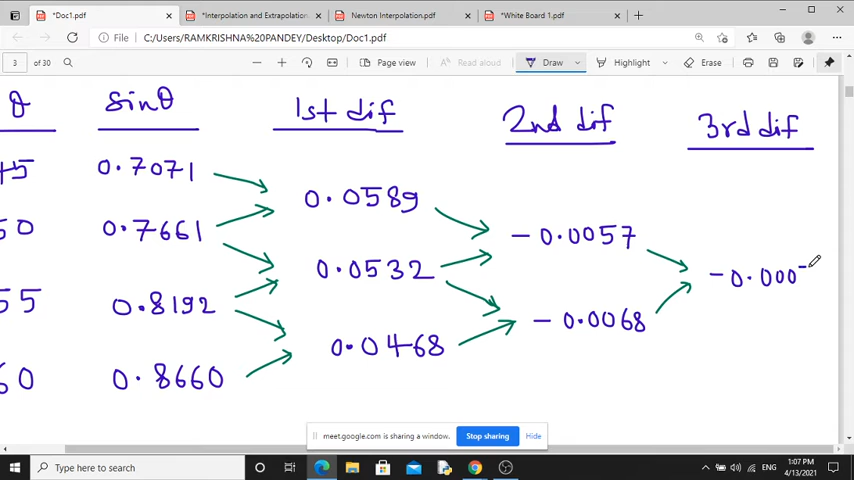 *Doc1.pdf
*Interpolation and Extrapolation
Newton Interpolation.pdf
*White Board 1.pdf
File
C:/Users/RAMKRISHNA%20PANDEY/Desktop/Doc1.pdf
3 of 30
Page view
Read aloud
Draw
Highlight
Erase
θ sinθ 1st dif 2nd dif 3rd dif
45 0.7071
0.0589
50 0.7661 -0.0057
0.0532 -0.000
55 0.8192 -0.0068
0.0468
60 0.8660
meet.google.com is sharing a window. Stop sharing Hide
Type here to search
ENG
1:07 PM
4/13/2021